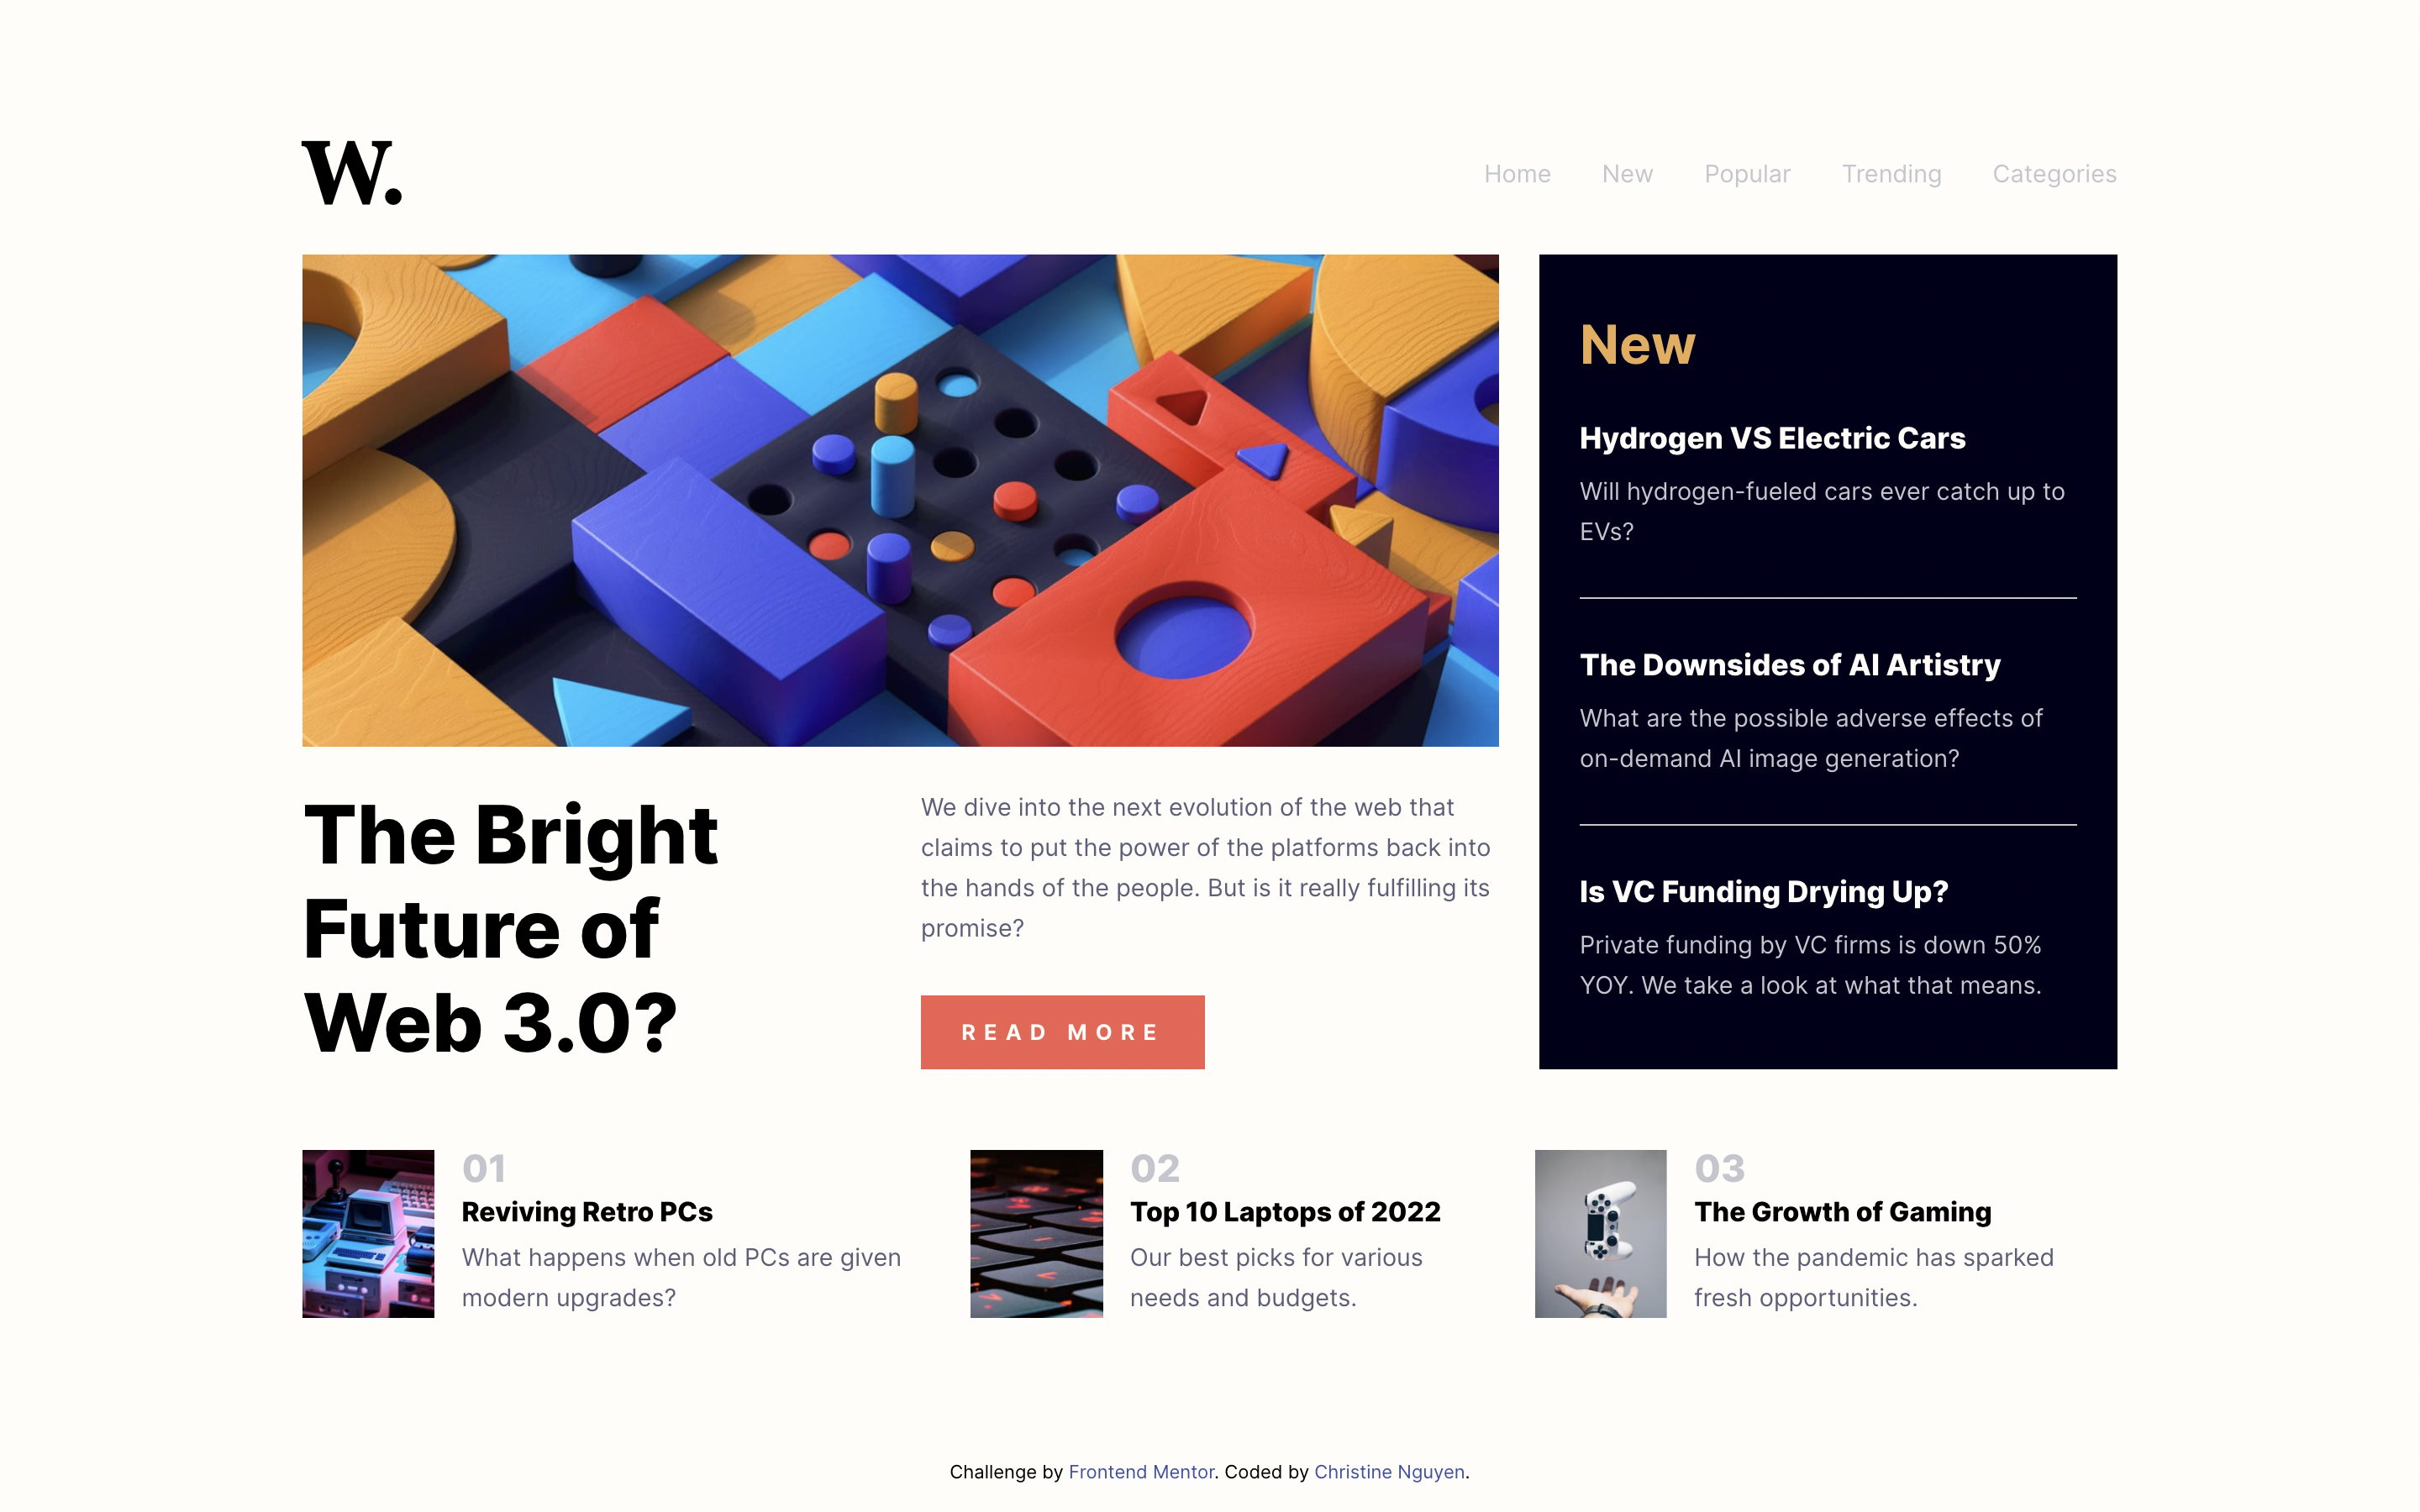 W.
Home New Popular Trending Categories
New
Hydrogen VS Electric Cars
Will hydrogen-fueled cars ever catch up to
EVs?
The Downsides of AI Artistry
What are the possible adverse effects of
on-demand AI image generation?
Is VC Funding Drying Up?
Private funding by VC firms is down 50%
YOY. We take a look at what that means.
The Bright
Future of
Web 3.0?
We dive into the next evolution of the web that
claims to put the power of the platforms back into
the hands of the people. But is it really fulfilling its
promise?
READ MORE
01
Reviving Retro PCs
What happens when old PCs are given
modern upgrades?
02
Top 10 Laptops of 2022
Our best picks for various
needs and budgets.
03
The Growth of Gaming
How the pandemic has sparked
fresh opportunities.
Challenge by Frontend Mentor. Coded by Christine Nguyen.